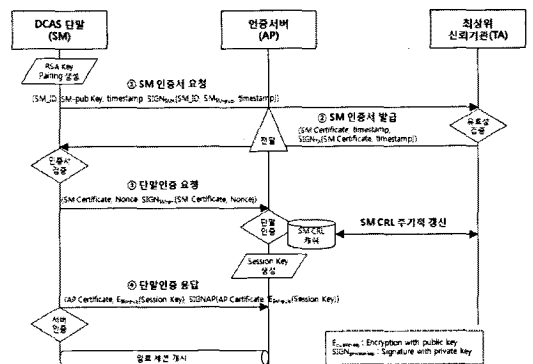 DCAS 단말
(SM)
인증서버
(AP)
최상위
신뢰기관(TA)
RSA Key
Pairing 생성
① SM 인증서 요청
② SM 인증서 발급
{SM Certificate, timestamp,
전달
유효성
검증
인증서
검증
③ 단말인증 요청
단말
인증
SM CRL
캐쉬
SM CRL 주기적 갱신
Session Key
생성
④ 단말인증 응답
서버
인증
암호 세션 개시
: Encryption with public key
: Signature with private key